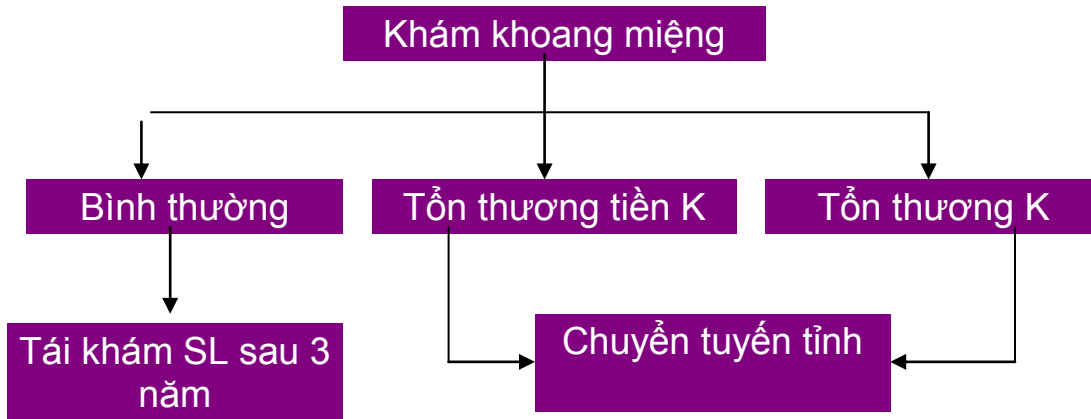 Khám khoang miệng
Bình thường
Tổn thương tiền K
Tổn thương K
Tái khám SL sau 3
năm
Chuyển tuyến tỉnh